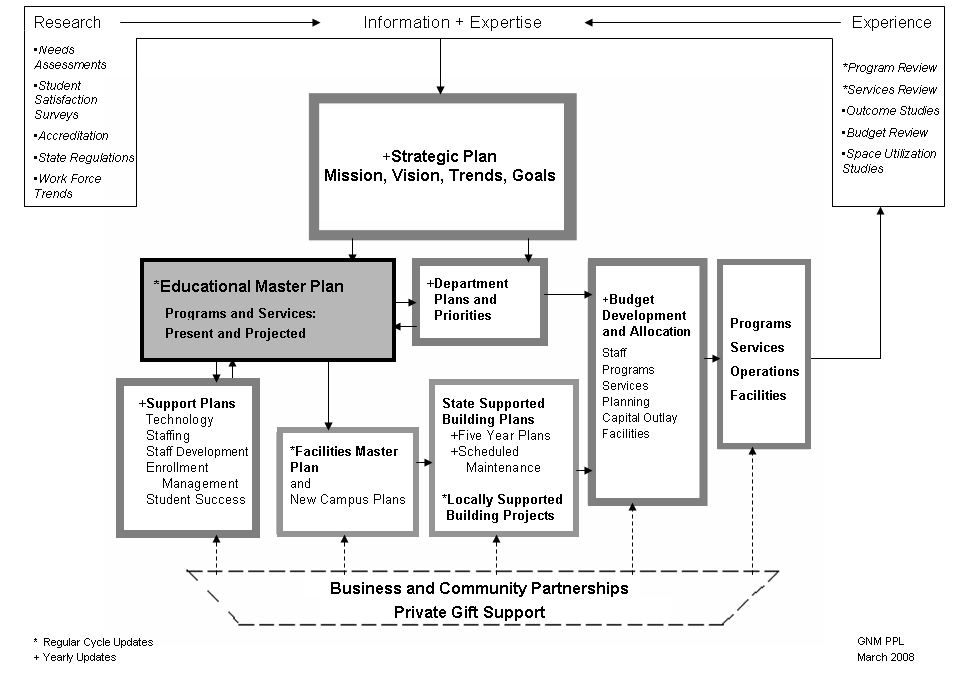 Research
Information + Expertise
Experience
•Needs
Assessments
•Student
Satisfaction
Surveys
•Accreditation
•State Regulations
•Work Force
Trends
*Program Review
*Services Review
•Outcome Studies
•Budget Review
•Space Utilization
Studies
+Strategic Plan
Mission, Vision, Trends, Goals
*Educational Master Plan
Programs and Services:
Present and Projected
+Department
Plans and
Priorities
+Budget
Development
and Allocation
Staff
Programs
Services
Planning
Capital Outlay
Facilities
Programs
Services
Operations
Facilities
+Support Plans
Technology
Staffing
Staff Development
Enrollment
Management
Student Success
*Facilities Master
Plan
and
New Campus Plans
State Supported
Building Plans
+Five Year Plans
+Scheduled
Maintenance
*Locally Supported
Building Projects
Business and Community Partnerships
Private Gift Support
* Regular Cycle Updates
+ Yearly Updates
GNM PPL
March 2008